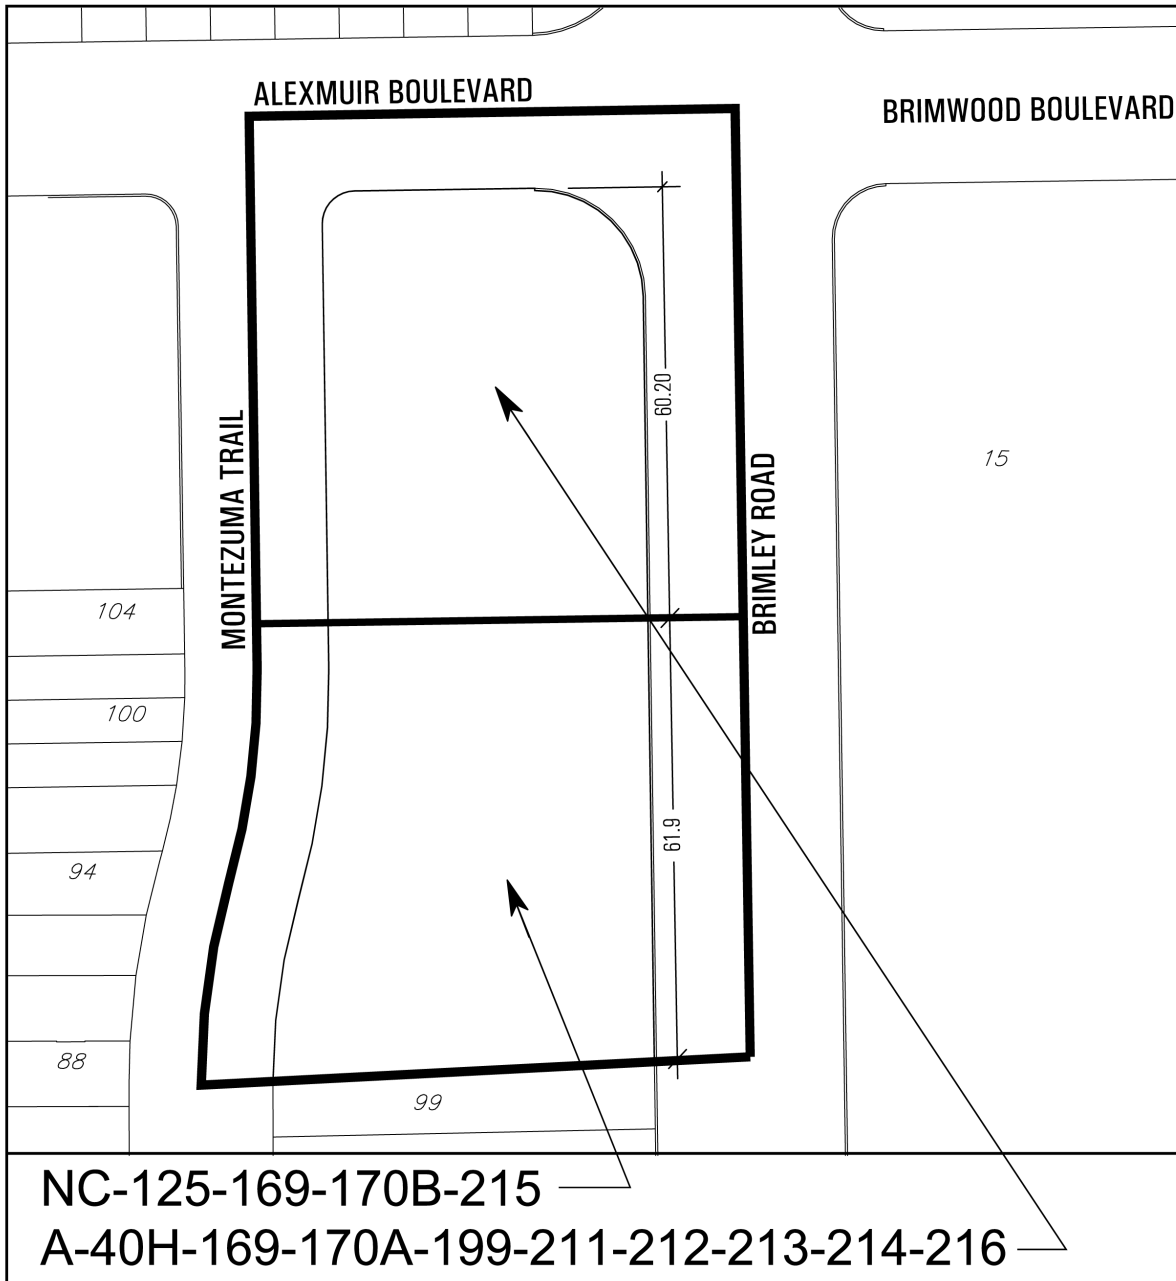 ALEXMUIR BOULEVARD
BRIMWOOD BOULEVARD
60.20
MONTEZUMA TRAIL
BRIMLEY ROAD
15
104
100
61.9
94
88
99
NC-125-169-170B-215
A-40H-169-170A-199-211-212-213-214-216